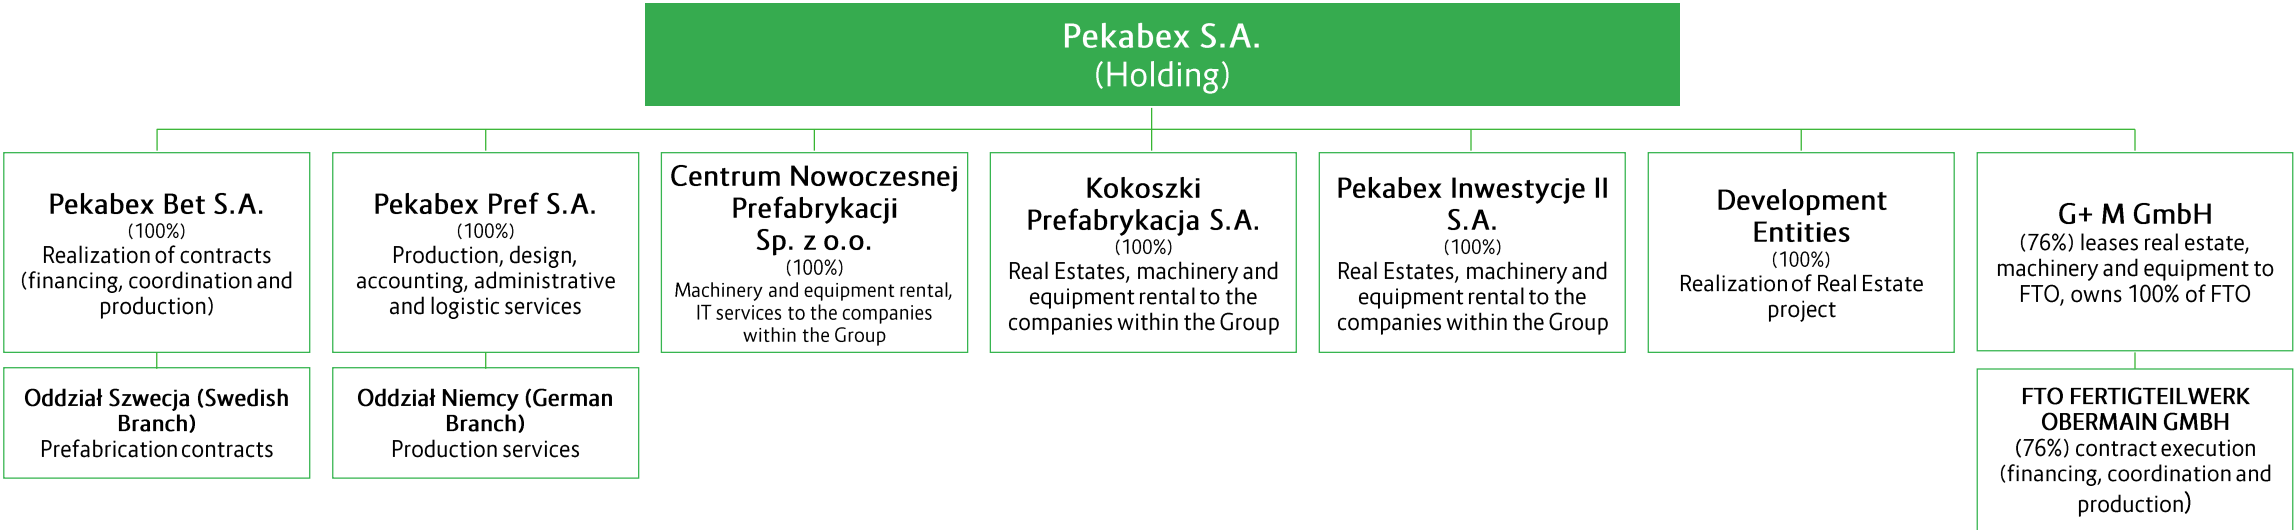 Pekabex S.A.
(Holding)
Pekabex Bet S.A.
(100%)
Realization of contracts
(financing, coordination and
production)
Pekabex Pref S.A.
(100%)
Production, design,
accounting, administrative
and logistic services
Centrum Nowoczesnej
Prefabrykacji
Sp. z o.o.
(100%)
Machinery and equipment rental,
IT services to the companies
within the Group
Kokoszki
Prefabrykacja S.A.
(100%)
Real Estates, machinery and
equipment rental to the
companies within the Group
Pekabex Inwestycje II
S.A.
(100%)
Real Estates, machinery and
equipment rental to the
companies within the Group
Development
Entities
(100%)
Realization of Real Estate
project
G+ M GmbH
(76%) leases real estate,
machinery and equipment to
FTO, owns 100% of FTO
Oddział Szwecja (Swedish
Branch)
Prefabrication contracts
Oddział Niemcy (German
Branch)
Production services
FTO FERTIGTEILWERK
OBERMAIN GMBH
(76%) contract execution
(financing, coordination and
production)